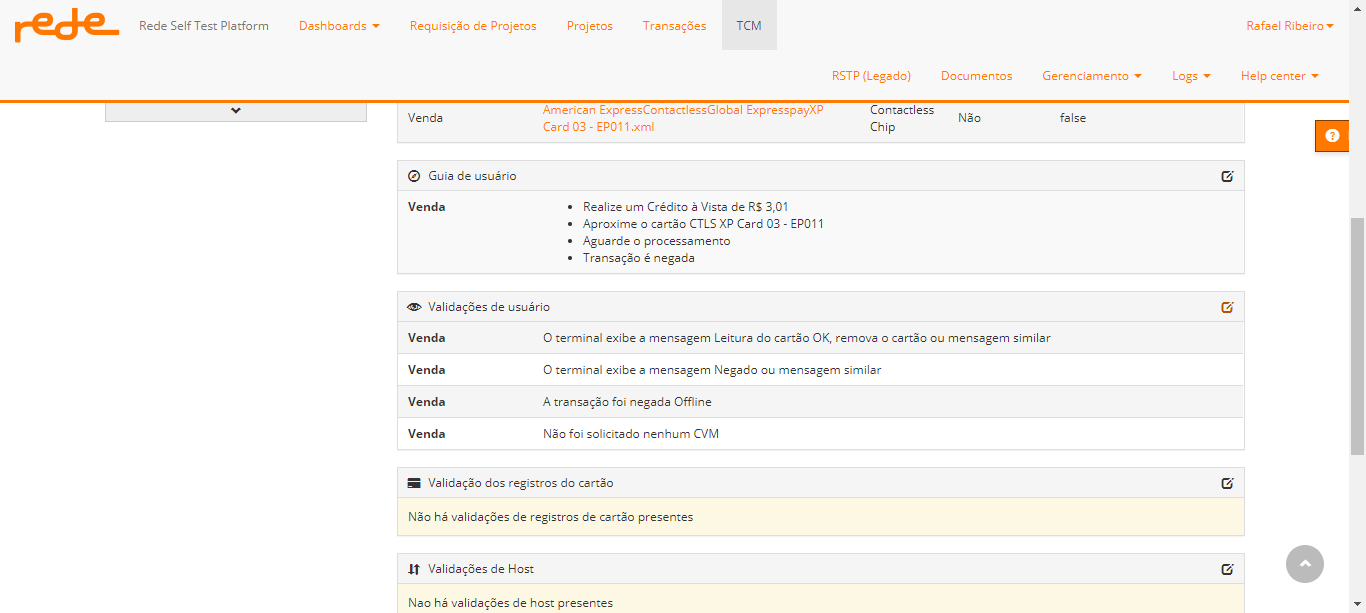 rede Rede Self Test Platform Dashboards Requisição de Projetos Projetos Transações TCM Rafael Ribeiro
RSTP (Legado) Documentos Gerenciamento Logs Help center
American ExpressContactlessGlobal ExpresspayXP Contactless
Venda Não false
Card 03 - EP011.xml Chip
Guia de usuário
Venda
Realize um Crédito à Vista de R$ 3,01
Aproxime o cartão CTLS XP Card 03 - EP011
Aguarde o processamento
Transação é negada
Validações de usuário
Venda O terminal exibe a mensagem Leitura do cartão OK, remova o cartão ou mensagem similar
Venda O terminal exibe a mensagem Negado ou mensagem similar
Venda A transação foi negada Offline
Venda Não foi solicitado nenhum CVM
Validação dos registros do cartão
Não há validações de registros de cartão presentes
Validações de Host
Nao há validações de host presentes